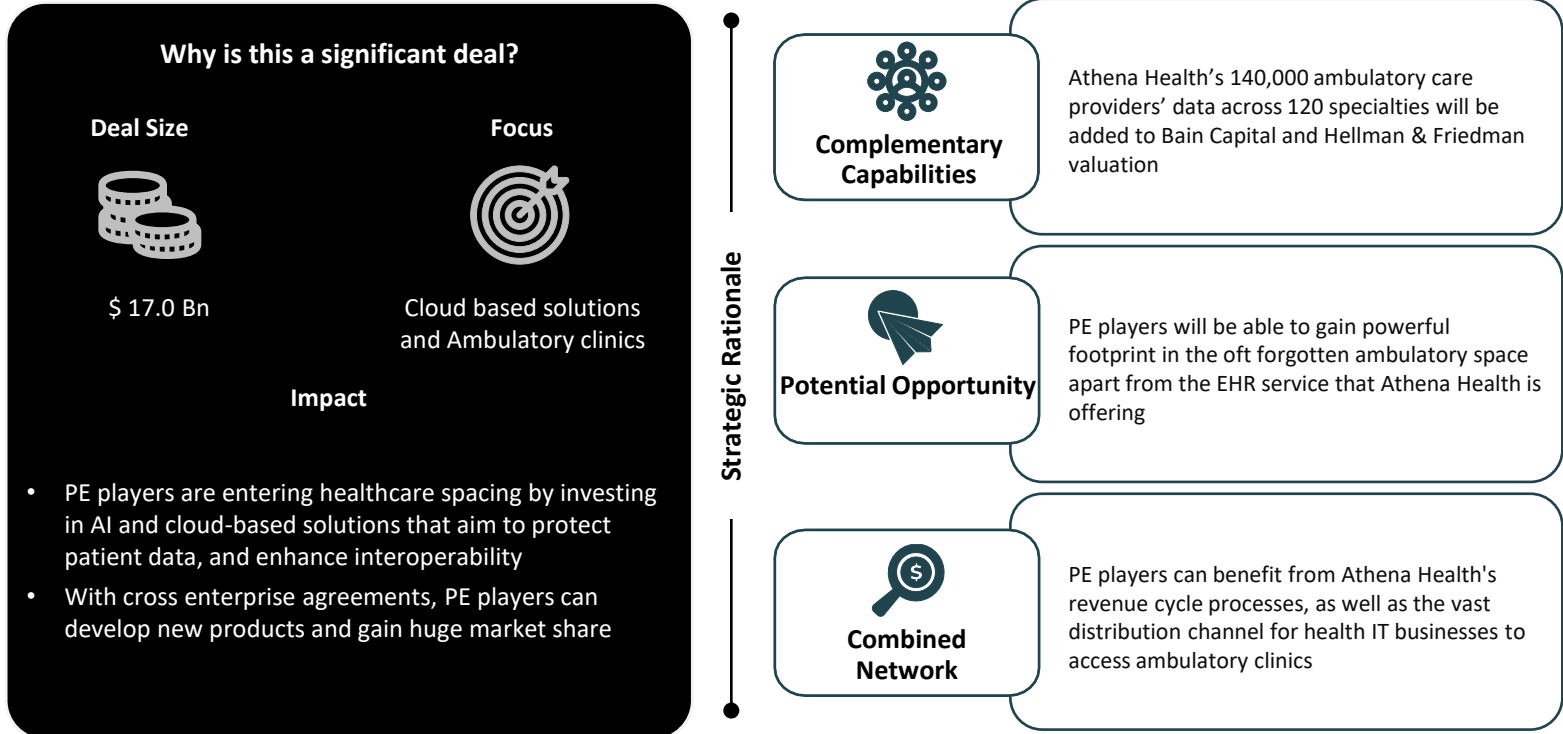 Why is this a significant deal?
Deal Size
Focus
$ 17.0 Bn
Cloud based solutions
and Ambulatory clinics
Impact
• PE players are entering healthcare spacing by investing
in AI and cloud-based solutions that aim to protect
patient data, and enhance interoperability
• With cross enterprise agreements, PE players can
develop new products and gain huge market share
Strategic Rationale
Complementary
Capabilities
Athena Health’s 140,000 ambulatory care
providers’ data across 120 specialties will be
added to Bain Capital and Hellman & Friedman
valuation
Potential Opportunity
PE players will be able to gain powerful
footprint in the oft forgotten ambulatory space
apart from the EHR service that Athena Health is
offering
$
Combined
Network
PE players can benefit from Athena Health's
revenue cycle processes, as well as the vast
distribution channel for health IT businesses to
access ambulatory clinics